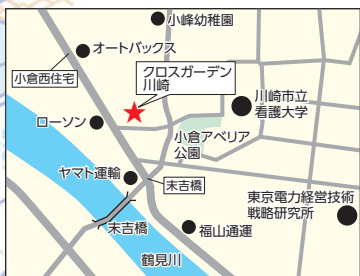 小峰幼稚園
オートバックス
小倉西住宅
クロスガーデン
川崎
川崎市立
看護大学
ローソン
小倉アベリア
公園
ヤマト運輸
末吉橋
東京電力経営技術
戦略研究所
末吉橋
福山通運
鶴見川